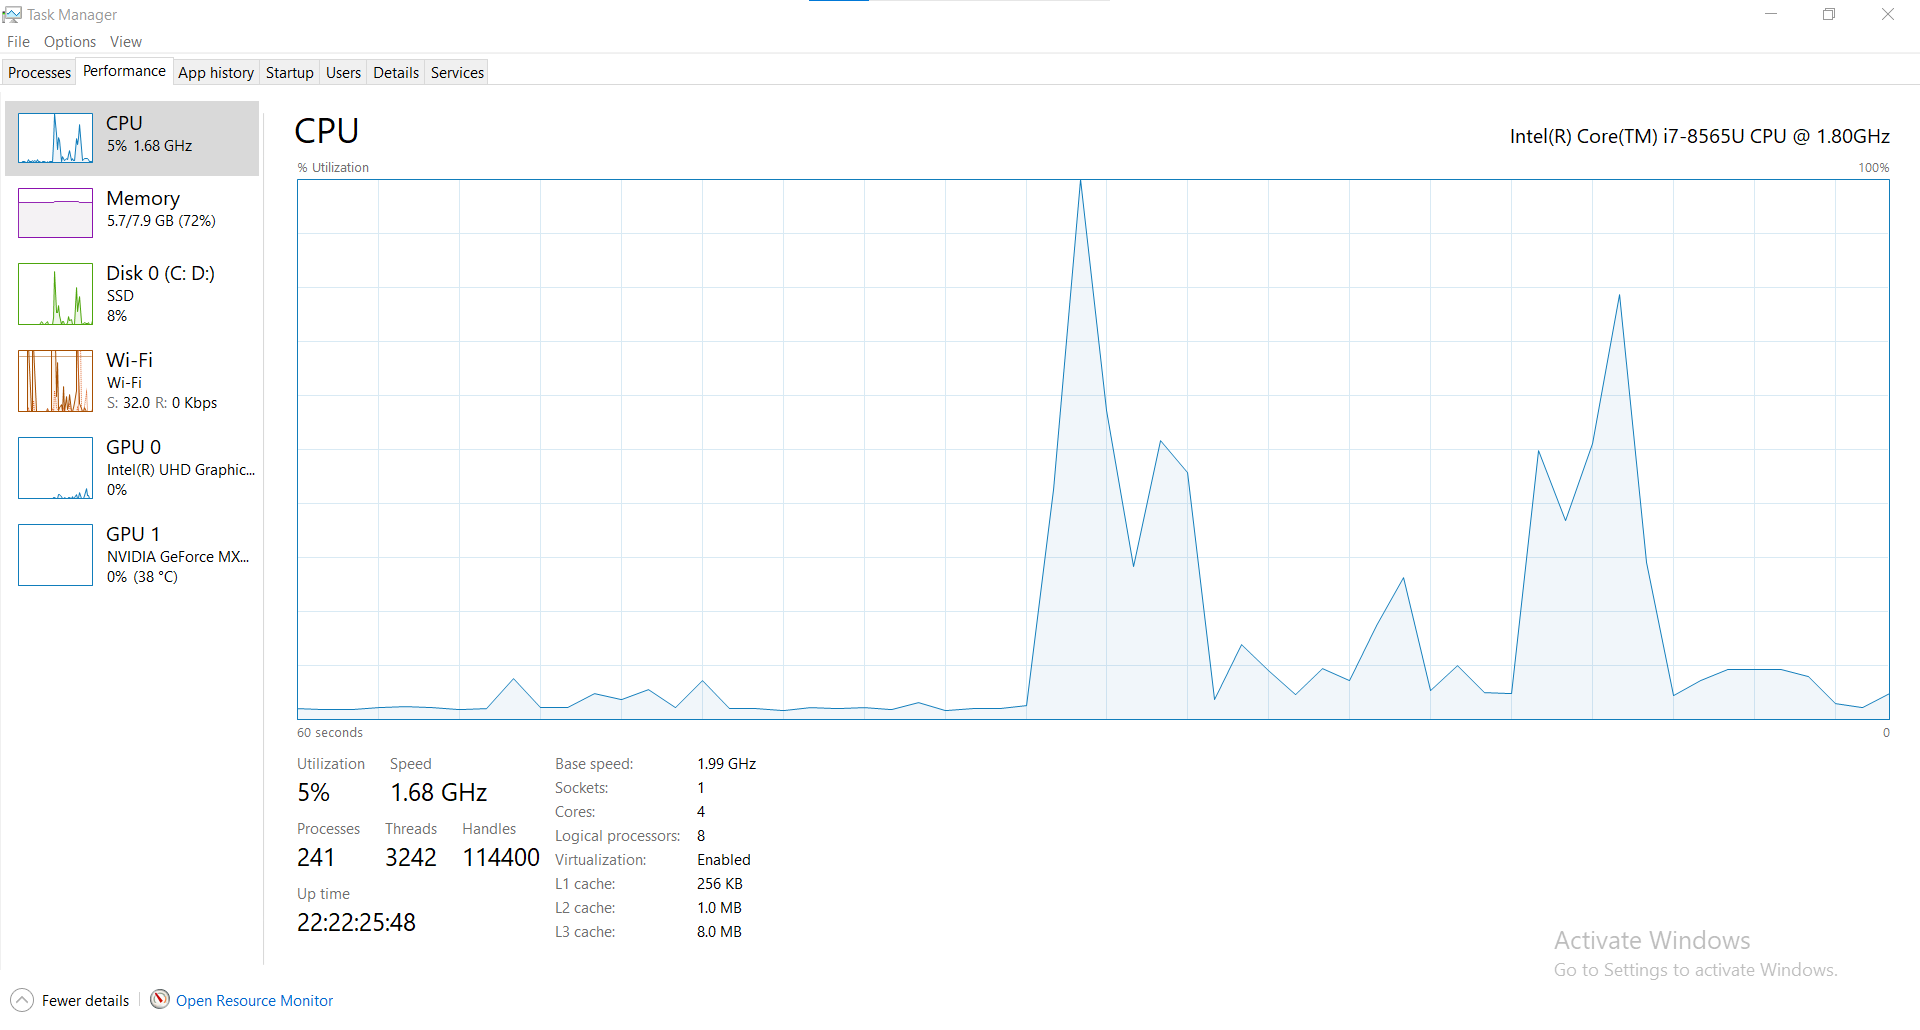 Task Manager
File Options View
Processes Performance App history Startup Users Details Services
CPU
5% 1.68 GHz
Memory
5.7/7.9 GB (72%)
Disk 0 (C: D:)
SSD
8%
Wi-Fi
Wi-Fi
S: 32.0 R: 0 Kbps
GPU 0
Intel(R) UHD Graphic...
0%
GPU 1
NVIDIA GeForce MX...
0% (38 °C)
CPU
Intel(R) Core(TM) i7-8565U CPU @ 1.80GHz
% Utilization 100%
60 seconds 0
Utilization Speed
5% 1.68 GHz
Processes Threads Handles
241 3242 114400
Up time
22:22:25:48
Base speed: 1.99 GHz
Sockets: 1
Cores: 4
Logical processors: 8
Virtualization: Enabled
L1 cache: 256 KB
L2 cache: 1.0 MB
L3 cache: 8.0 MB
Activate Windows
Go to Settings to activate Windows.
Fewer details Open Resource Monitor